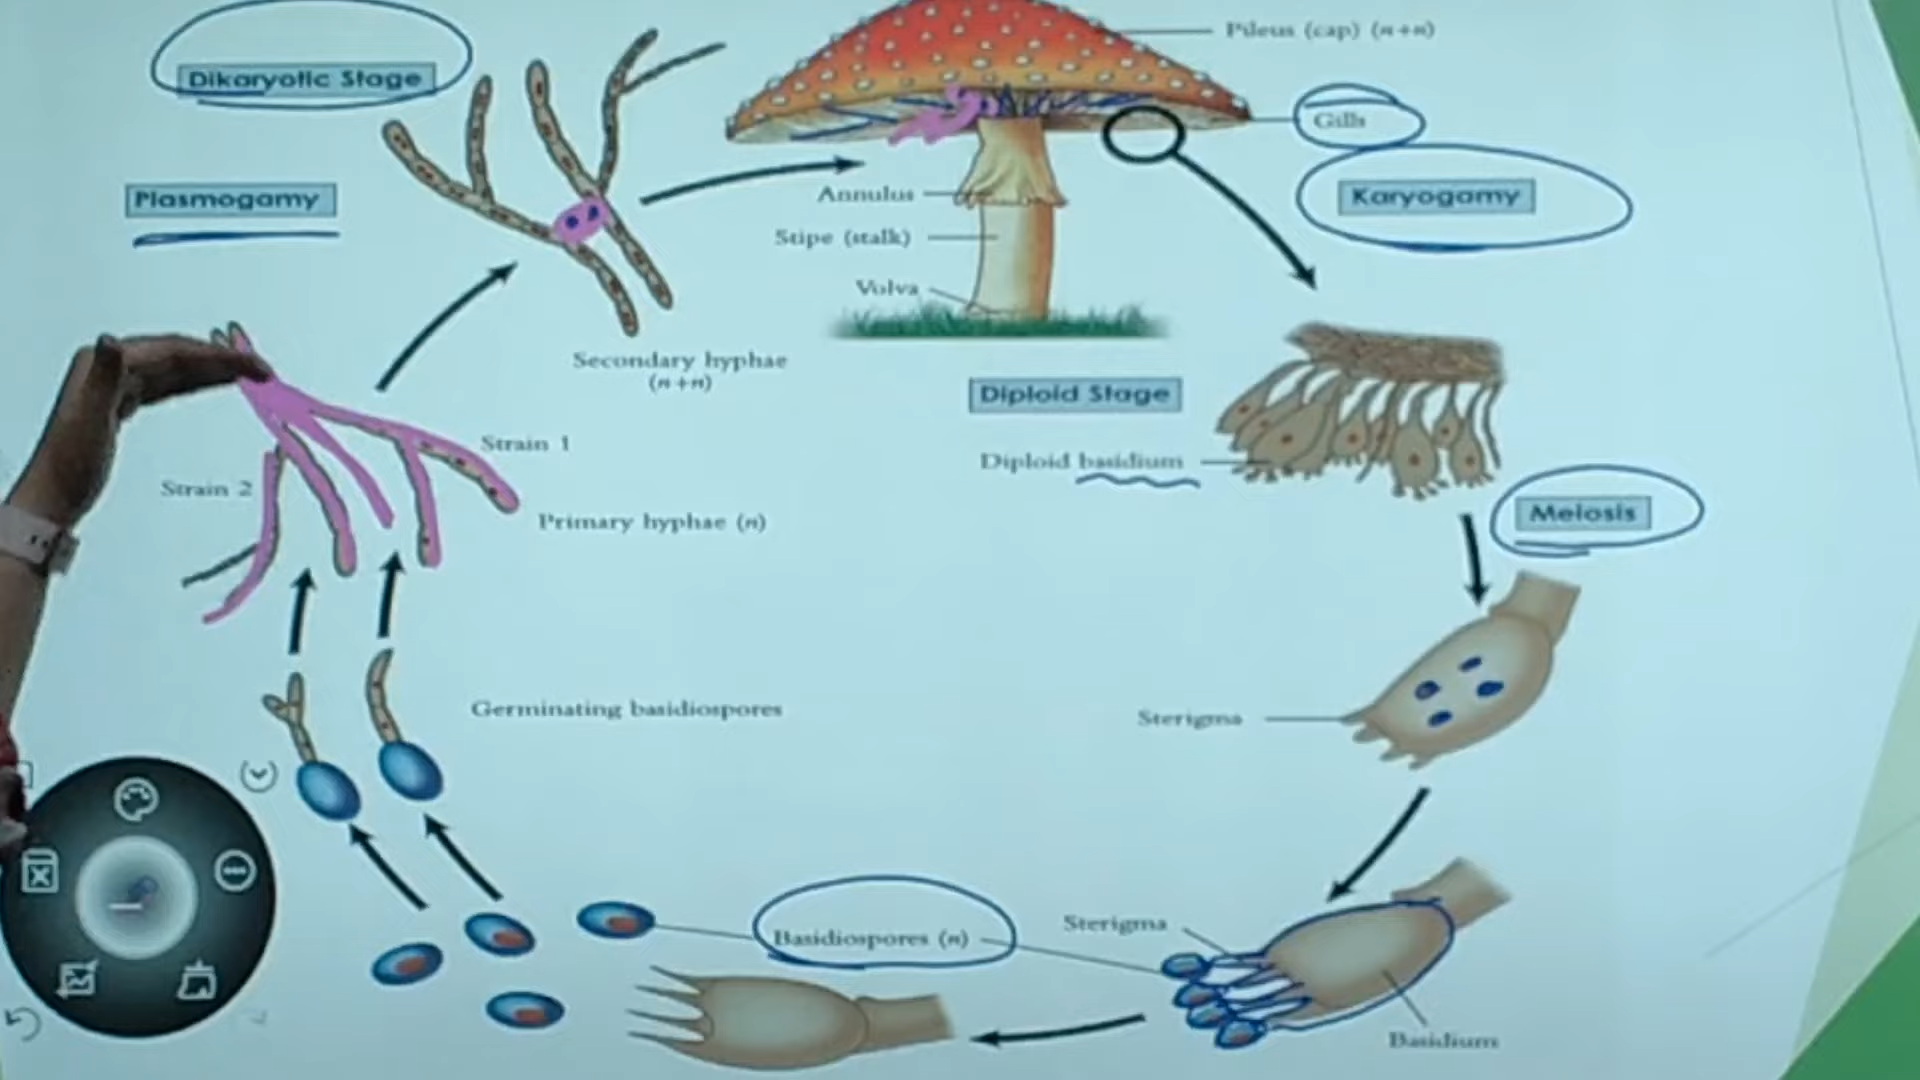 Dikaryotic Stage
Pileus (cap) (n+n)
Gills
Plasmogamy
Annulus
Karyogamy
Stipe (stalk)
Volva
Secondary hyphae
(n+n)
Diploid Stage
Strain 1
Diploid basidium
Strain 2
Primary hyphae (n)
Meiosis
Germinating basidiospores
Sterigma
Basidiospores (n)
Sterigma
Basidium